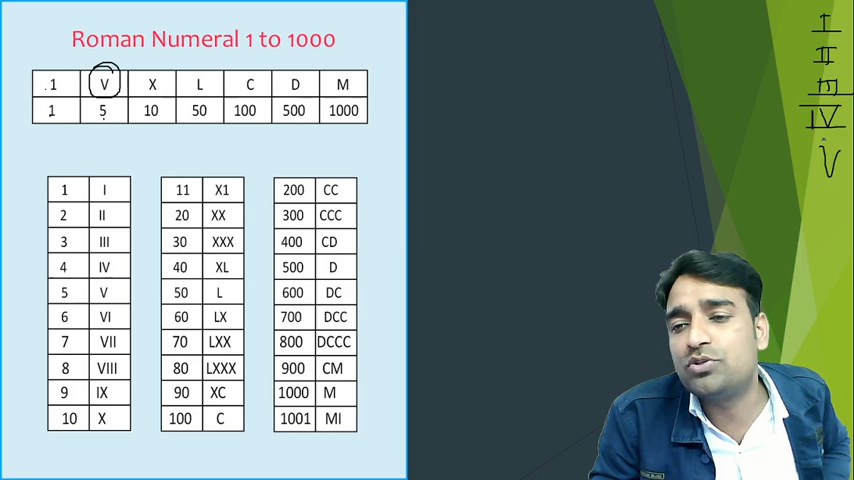 Roman Numeral 1 to 1000
1 V X L C D M
1 5 10 50 100 500 1000
1 I
2 II
3 III
4 IV
5 V
6 VI
7 VII
8 VIII
9 IX
10 X
11 X1
20 XX
30 XXX
40 XL
50 L
60 LX
70 LXX
80 LXXX
90 XC
100 C
200 CC
300 CCC
400 CD
500 D
600 DC
700 DCC
800 DCCC
900 CM
1000 M
1001 MI
I
II
III
IV
V